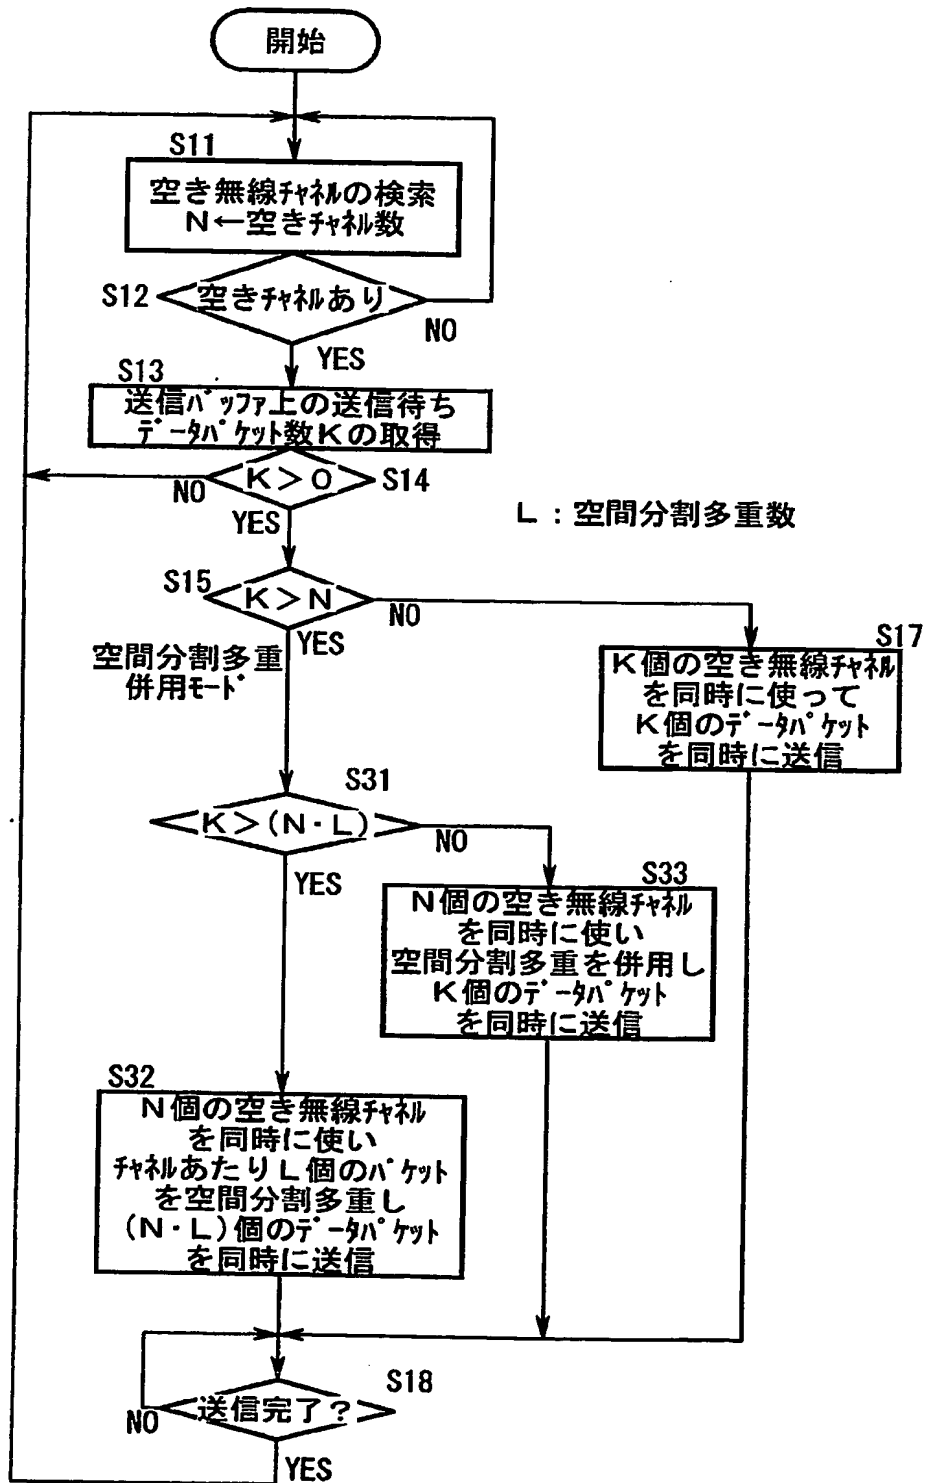 開始
S11
空き無線ﾁｬﾈﾙの検索
N←空きﾁｬﾈﾙ数
S12
空きﾁｬﾈﾙあり
NO
YES
S13
送信ﾊﾞｯﾌｧ上の送信待ち
ﾃﾞｰﾀﾊﾟｹｯﾄ数Kの取得
K>0
S14
NO
YES
L:空間分割多重数
S15
K>N
NO
YES
空間分割多重
併用ﾓｰﾄﾞ
S17
K個の空き無線ﾁｬﾈﾙ
を同時に使って
K個のﾃﾞｰﾀﾊﾟｹｯﾄ
を同時に送信
S31
K>(N・L)
NO
YES
S33
N個の空き無線ﾁｬﾈﾙ
を同時に使い
空間分割多重を併用し
K個のﾃﾞｰﾀﾊﾟｹｯﾄ
を同時に送信
S32
N個の空き無線ﾁｬﾈﾙ
を同時に使い
ﾁｬﾈﾙあたりL個のﾊﾟｹｯﾄ
を空間分割多重し
(N・L)個のﾃﾞｰﾀﾊﾟｹｯﾄ
を同時に送信
S18
送信完了?
NO
YES